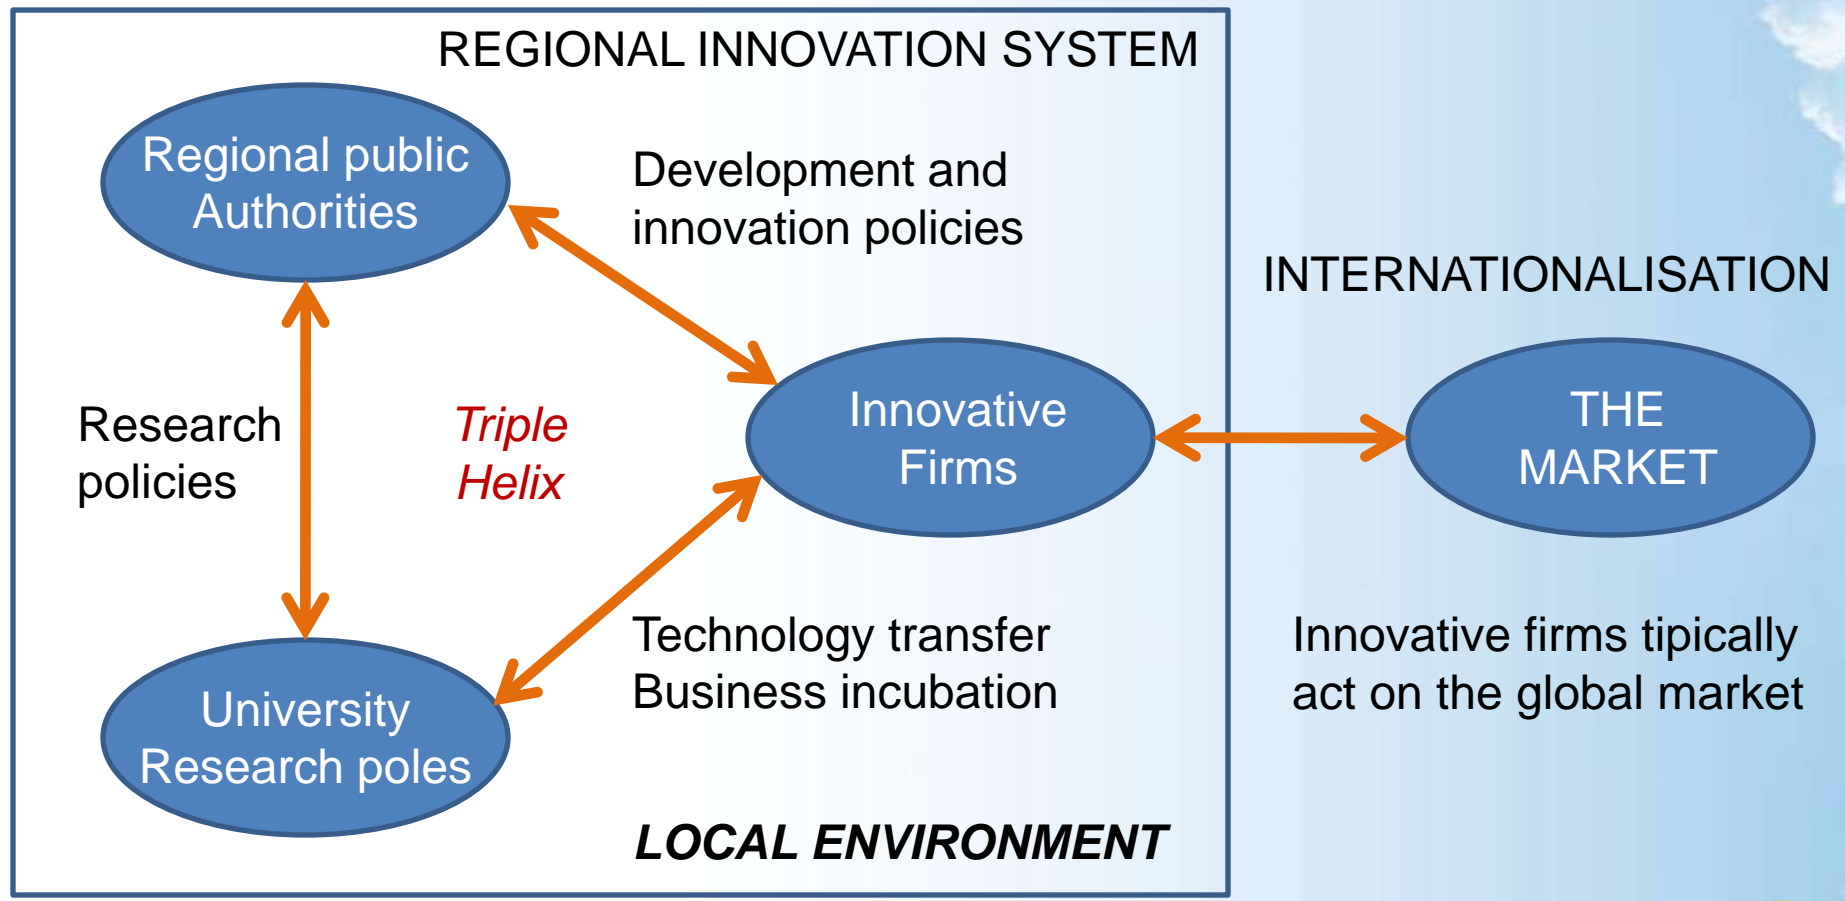 REGIONAL INNOVATION SYSTEM
Regional public
Authorities
Development and
innovation policies
INTERNATIONALISATION
Research
policies
Triple
Helix
Innovative
Firms
THE
MARKET
Technology transfer
Business incubation
Innovative firms tipically
act on the global market
University
Research poles
LOCAL ENVIRONMENT